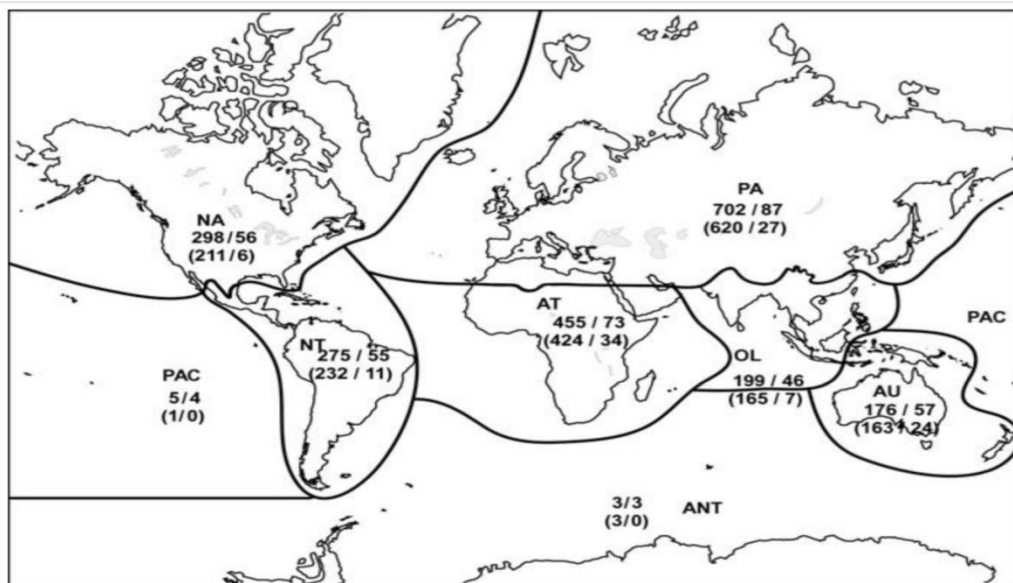 NA
298/56
(211/6)
PA
702/87
(620/27)
AT
455/73
(424/34)
NT
275/55
(232/11)
OL
199/46
(165/7)
PAC
PAC
5/4
(1/0)
AU
176/57
(163/24)
3/3
(3/0)
ANT